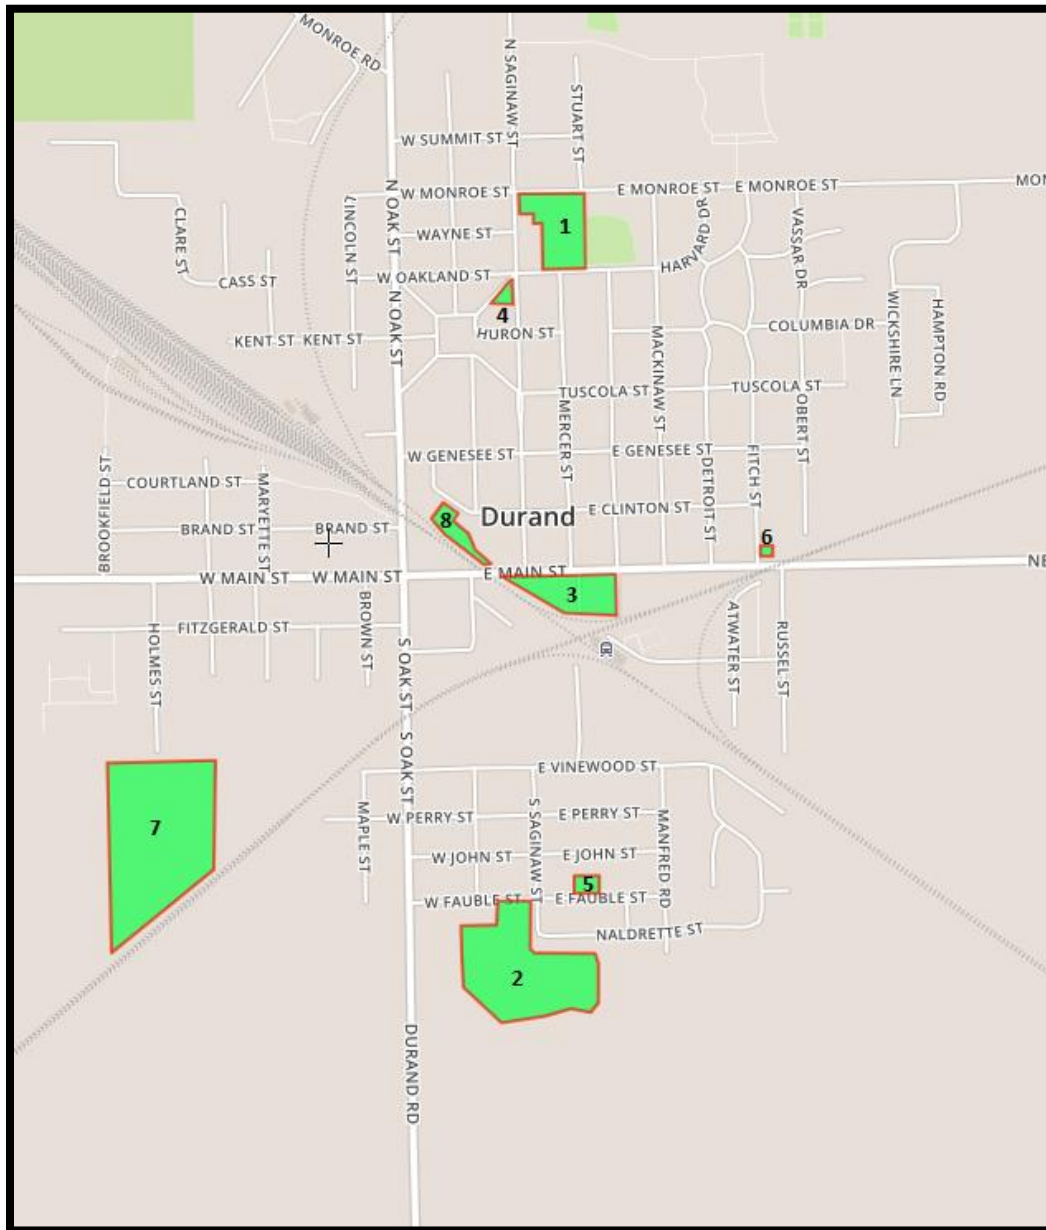 MONROE RD
N SAGINAW ST
STUART ST
W SUMMIT ST
W MONROE ST
E MONROE ST
E MONROE ST
MON
CLARE ST
LINCOLN ST
N OAK ST
WAYNE ST
1
HARVARD DR
VASSAR DR
CASS ST
W OAKLAND ST
N OAK ST
4
HURON ST
KENT ST
KENT ST
MACKINAW ST
COLUMBIA DR
WICKSHIRE LN
HAMPTON RD
TUSCOLA ST
TUSCOLA ST
MERCER ST
OBERT ST
W GENESEE ST
E GENESEE ST
DETROIT ST
FITCH ST
BROOKFIELD ST
COURTLAND ST
MARYETTE ST
BRAND ST
BRAND ST
8
Durand
E CLINTON ST
6
W MAIN ST
W MAIN ST
E MAIN ST
NE
3
HOLMES ST
FITZGERALD ST
BROWN ST
S OAK ST
ATWATER ST
RUSSEL ST
S OAK ST
E VINEWOOD ST
7
MAPLE ST
W PERRY ST
S SAGINAW ST
E PERRY ST
MANFRED RD
W JOHN ST
E JOHN ST
5
W FAUBLE ST
E FAUBLE ST
NALDRETTE ST
2
DURAND RD